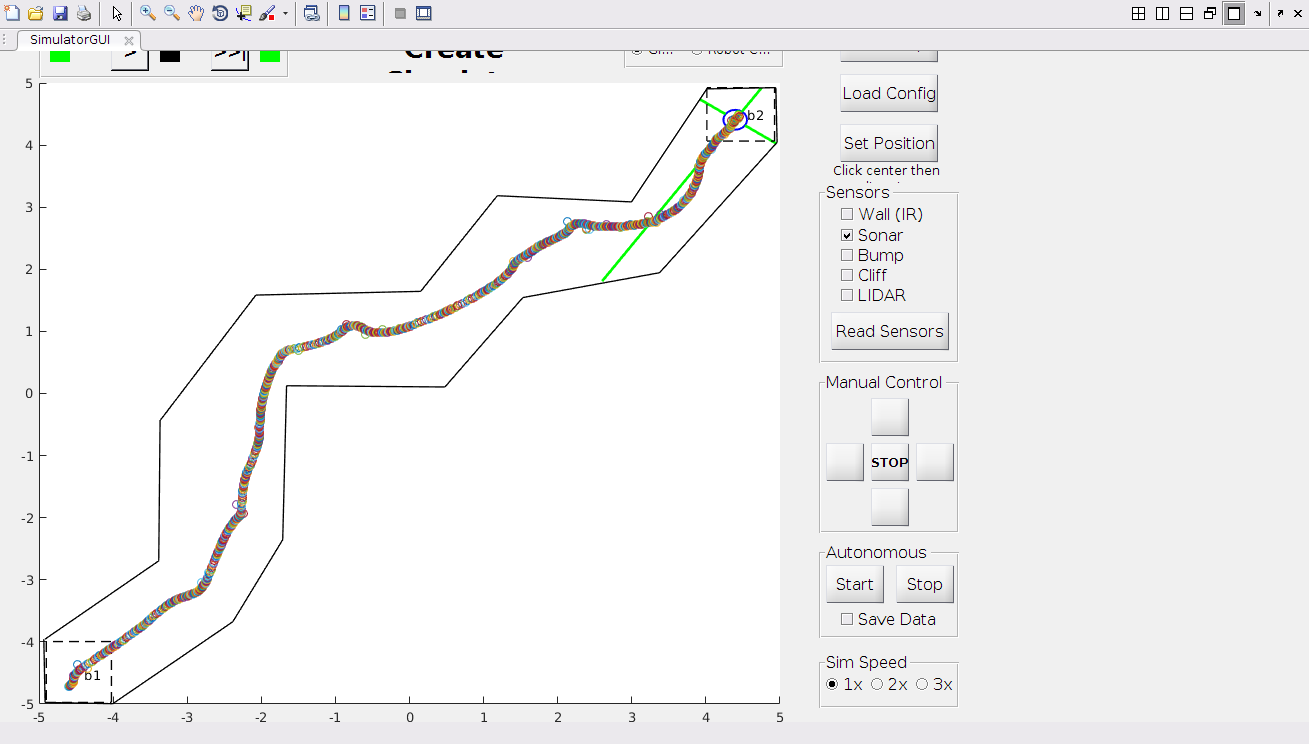 SimulatorGUI
>
>>|
Create
Load Config
Set Position
Click center then
Sensors
Wall (IR)
Sonar
Bump
Cliff
LIDAR
Read Sensors
Manual Control
STOP
Autonomous
Start Stop
Save Data
Sim Speed
1x 2x 3x
b2
b1
5
4
3
2
1
0
-1
-2
-3
-4
-5
-5 -4 -3 -2 -1 0 1 2 3 4 5